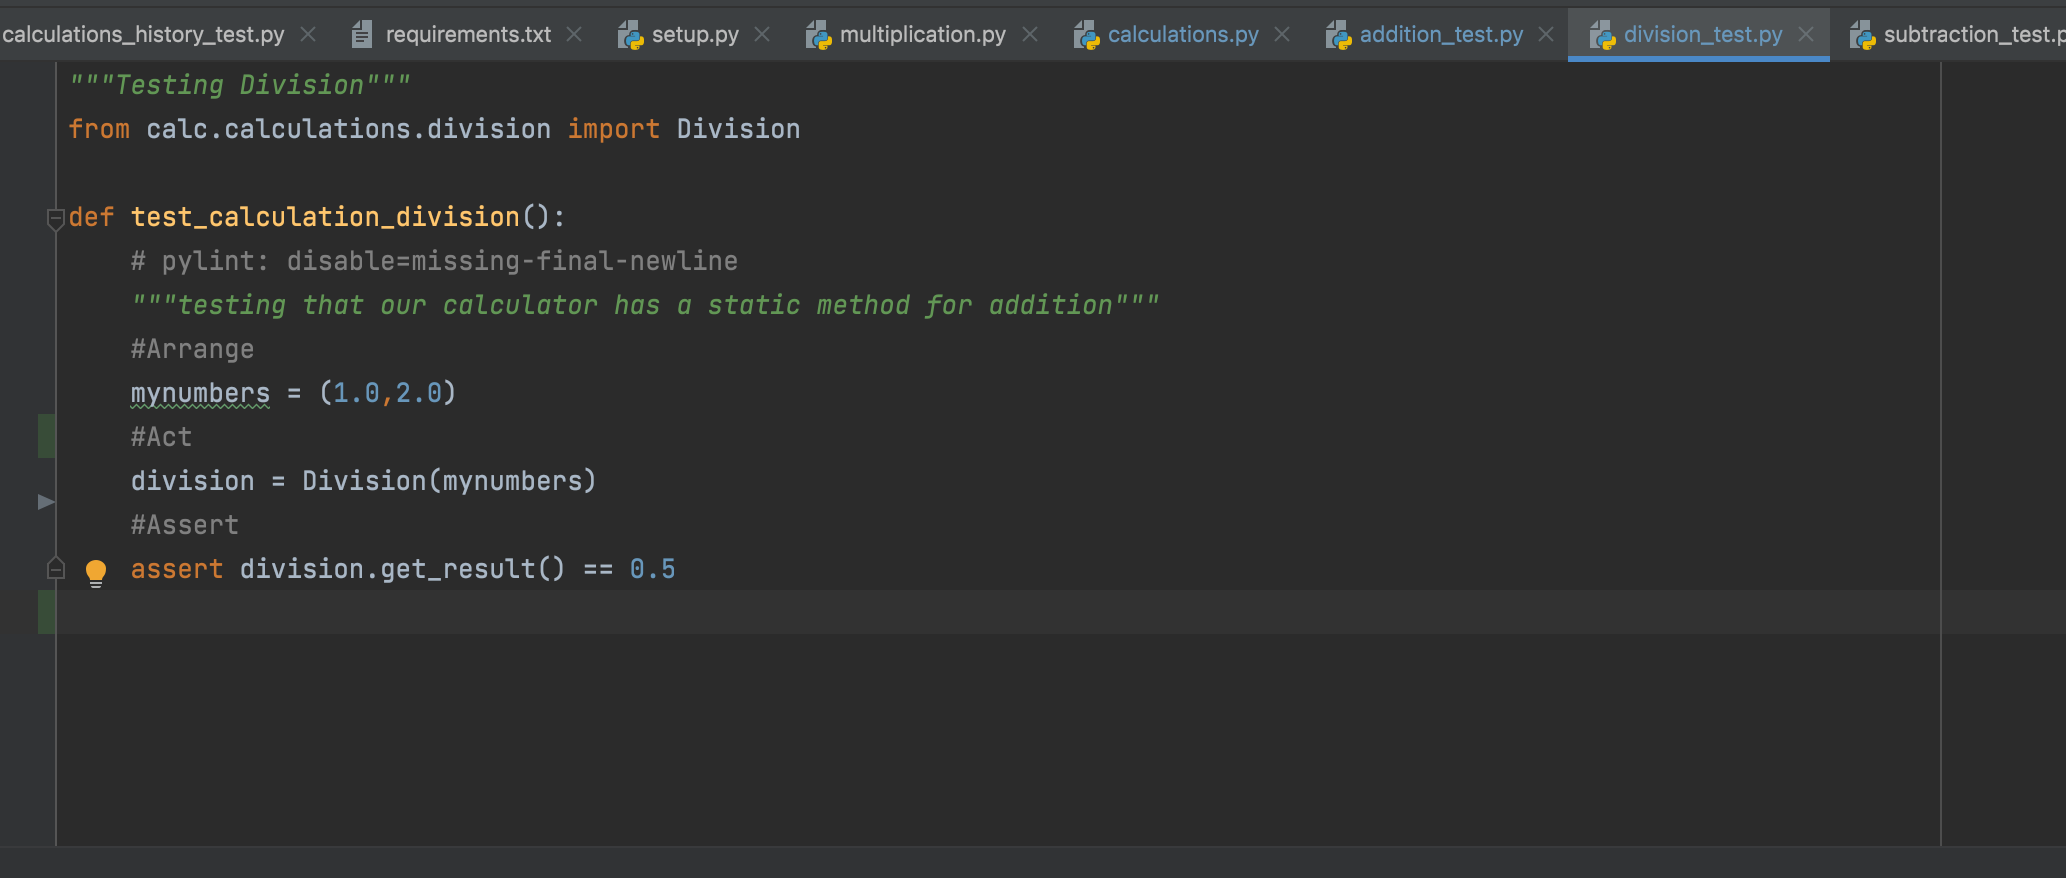 calculations_history_test.py requirements.txt setup.py multiplication.py calculations.py addition_test.py division_test.py subtraction_test.p
"""Testing Division"""
from calc.calculations.division import Division
def test_calculation_division():
# pylint: disable=missing-final-newline
"""testing that our calculator has a static method for addition"""
#Arrange
mynumbers = (1.0,2.0)
#Act
division = Division(mynumbers)
#Assert
assert division.get_result() == 0.5